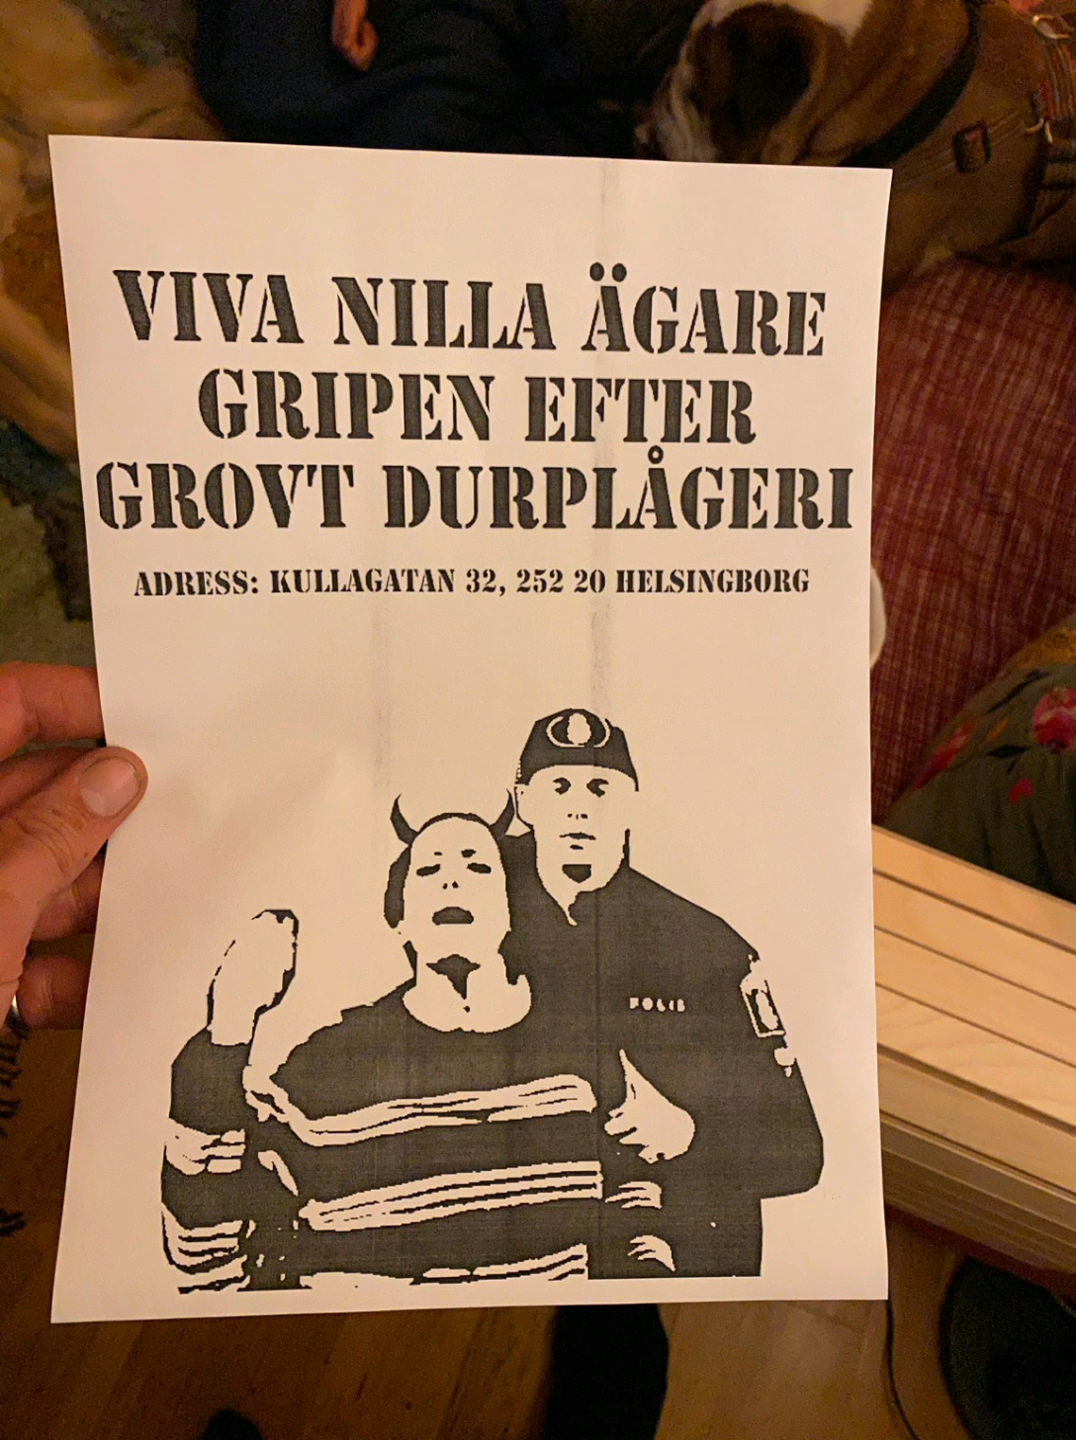 VIVA NILLA ÄGARE
GRIPEN EFTER
GROVT DURPLÅGERI
ADRESS: KULLAGATAN 32, 252 20 HELSINGBORG
POLIS